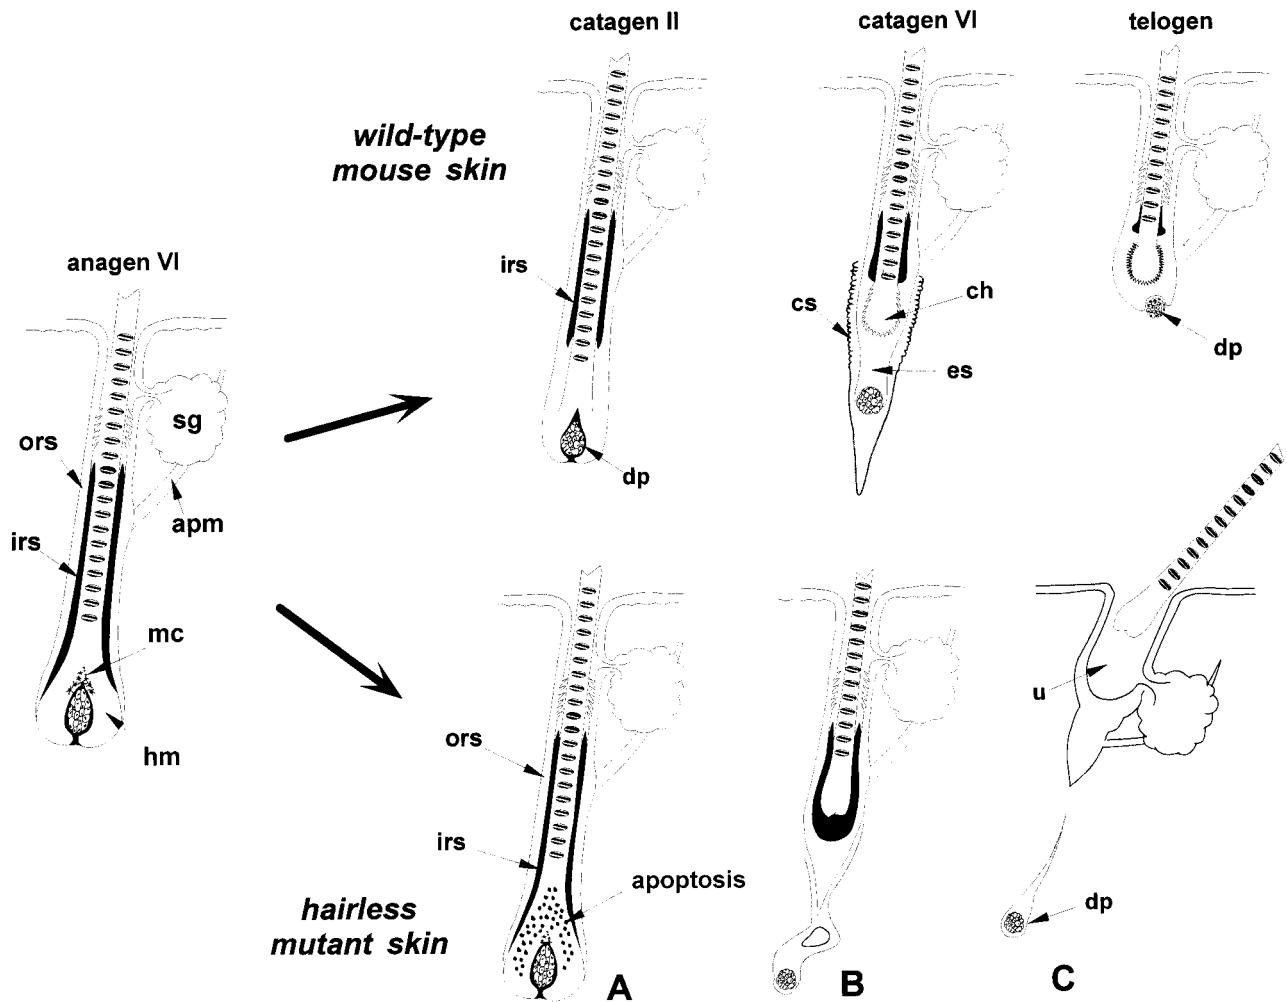 catagen II
catagen VI
telogen
wild-type
mouse skin
irs
dp
cs
ch
es
dp
anagen VI
sg
ors
apm
irs
mc
hm
ors
irs
apoptosis
hairless
mutant skin
u
dp
A
B
C